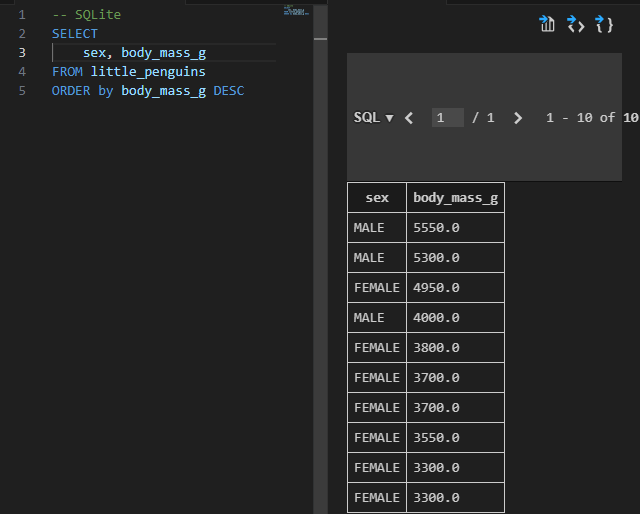 1 -- SQLite
2 SELECT
3 sex, body_mass_g
4 FROM little_penguins
5 ORDER by body_mass_g DESC
SQL ▼ < 1 / 1 > 1 - 10 of 10
sex body_mass_g
MALE 5550.0
MALE 5300.0
FEMALE 4950.0
MALE 4000.0
FEMALE 3800.0
FEMALE 3700.0
FEMALE 3700.0
FEMALE 3550.0
FEMALE 3300.0
FEMALE 3300.0